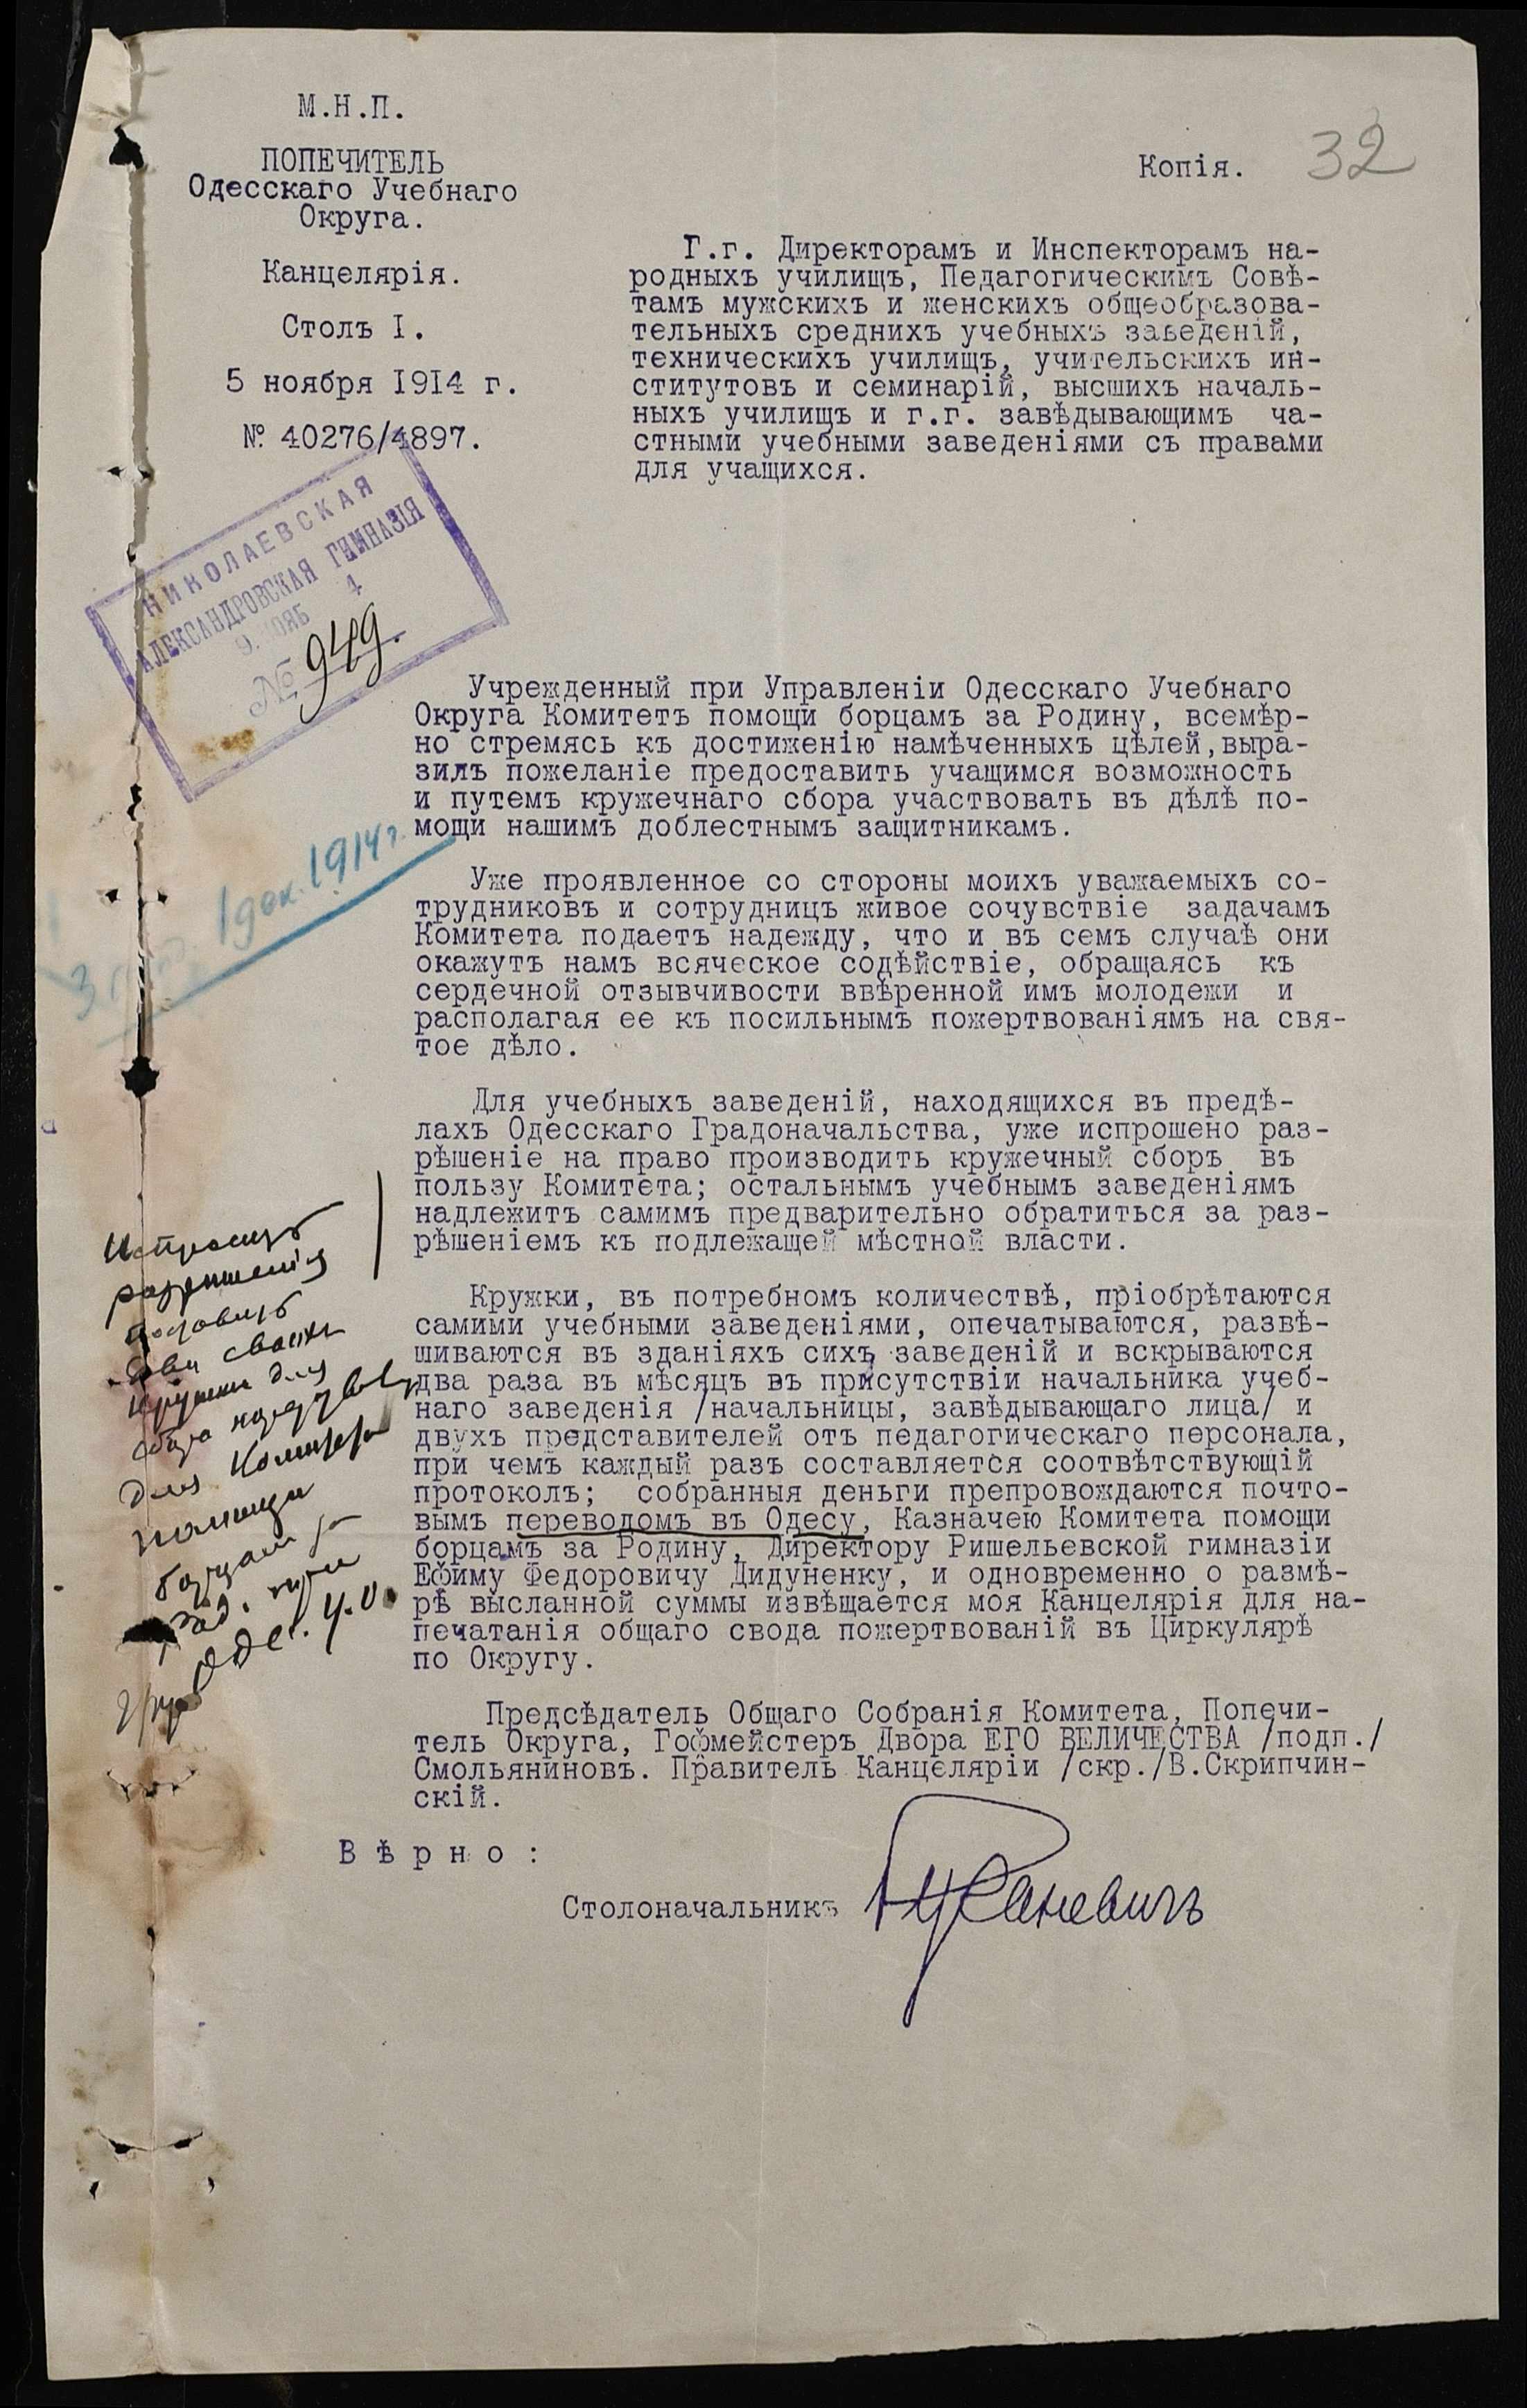 М.Н.П.
ПОПЕЧИТЕЛЬ
Одесскаго Учебнаго
Округа.
Канцелярія.
Столъ I.
5 ноября 1914 г.
№ 40276/4897.
Копія.
32
Г.г. Директорамъ и Инспекторамъ на-
родныхъ училищъ, Педагогическимъ Совѣ-
тамъ мужскихъ и женскихъ общеобразова-
тельныхъ среднихъ учебныхъ заведеній,
техническихъ училищъ, учительскихъ ин-
ститутовъ и семинарій, высшихъ началь-
ныхъ училищъ и г.г. завѣдывающимъ ча-
стными учебными заведеніями съ правами
для учащихся.
НИКОЛАЕВСКАЯ
АЛЕКСАНДРОВСКАЯ ГИМНАЗІЯ
9. НОЯБ 4
№ 949.
Учрежденный при Управленіи Одесскаго Учебнаго
Округа Комитетъ помощи борцамъ за Родину, всемѣр-
но стремясь къ достиженію намѣченныхъ цѣлей,выра-
зилъ пожеланіе предоставить учащимся возможность
и путемъ кружечнаго сбора участвовать въ дѣлѣ по-
мощи нашимъ доблестнымъ защитникамъ.
1 дек. 1914 г.
Уже проявленное со стороны моихъ уважаемыхъ со-
трудниковъ и сотрудницъ живое сочувствіе задачамъ
Комитета подаетъ надежду, что и въ семъ случаѣ они
окажутъ намъ всяческое содѣйствіе, обращаясь къ
сердечной отзывчивости ввѣренной имъ молодежи и
располагая ее къ посильнымъ пожертвованіямъ на свя-
тое дѣло.
Для учебныхъ заведеній, находящихся въ предѣ-
лахъ Одесскаго Градоначальства, уже испрошено раз-
рѣшеніе на право производить кружечный сборъ въ
пользу Комитета; остальнымъ учебнымъ заведеніямъ
надлежитъ самимъ предварительно обратиться за раз-
рѣшеніемъ къ подлежащей мѣстной власти.
Кружки, въ потребномъ количествѣ, пріобрѣтаются
самими учебными заведеніями, опечатываются, развѣ-
шиваются въ зданіяхъ сихъ заведеній и вскрываются
два раза въ мѣсяцъ въ присутствіи начальника учеб-
наго заведенія /начальницы, завѣдывающаго лица/ и
двухъ представителей отъ педагогическаго персонала,
при чемъ каждый разъ составляется соотвѣтствующій
протоколъ; собранныя деньги препровождаются почто-
вымъ переводомъ въ Одесу, Казначею Комитета помощи
борцамъ за Родину, Директору Ришельевской гимназіи
Ефиму Федоровичу Дидуненку, и одновременно о размѣ-
рѣ высланной суммы извѣщается моя Канцелярія для на-
печатанія общаго свода пожертвованій въ Циркулярѣ
по Округу.
разрешения
кружки для
для Комитета
помощи
борцам за
при
Одес. У.О.
Предсѣдатель Общаго Собранія Комитета, Попечи-
тель Округа, Гофмейстеръ Двора ЕГО ВЕЛИЧЕСТВА /подп./
Смольяниновъ. Правитель Канцеляріи /скр./В.Скрипчин-
скій.
Вѣрно:
Столоначальникъ